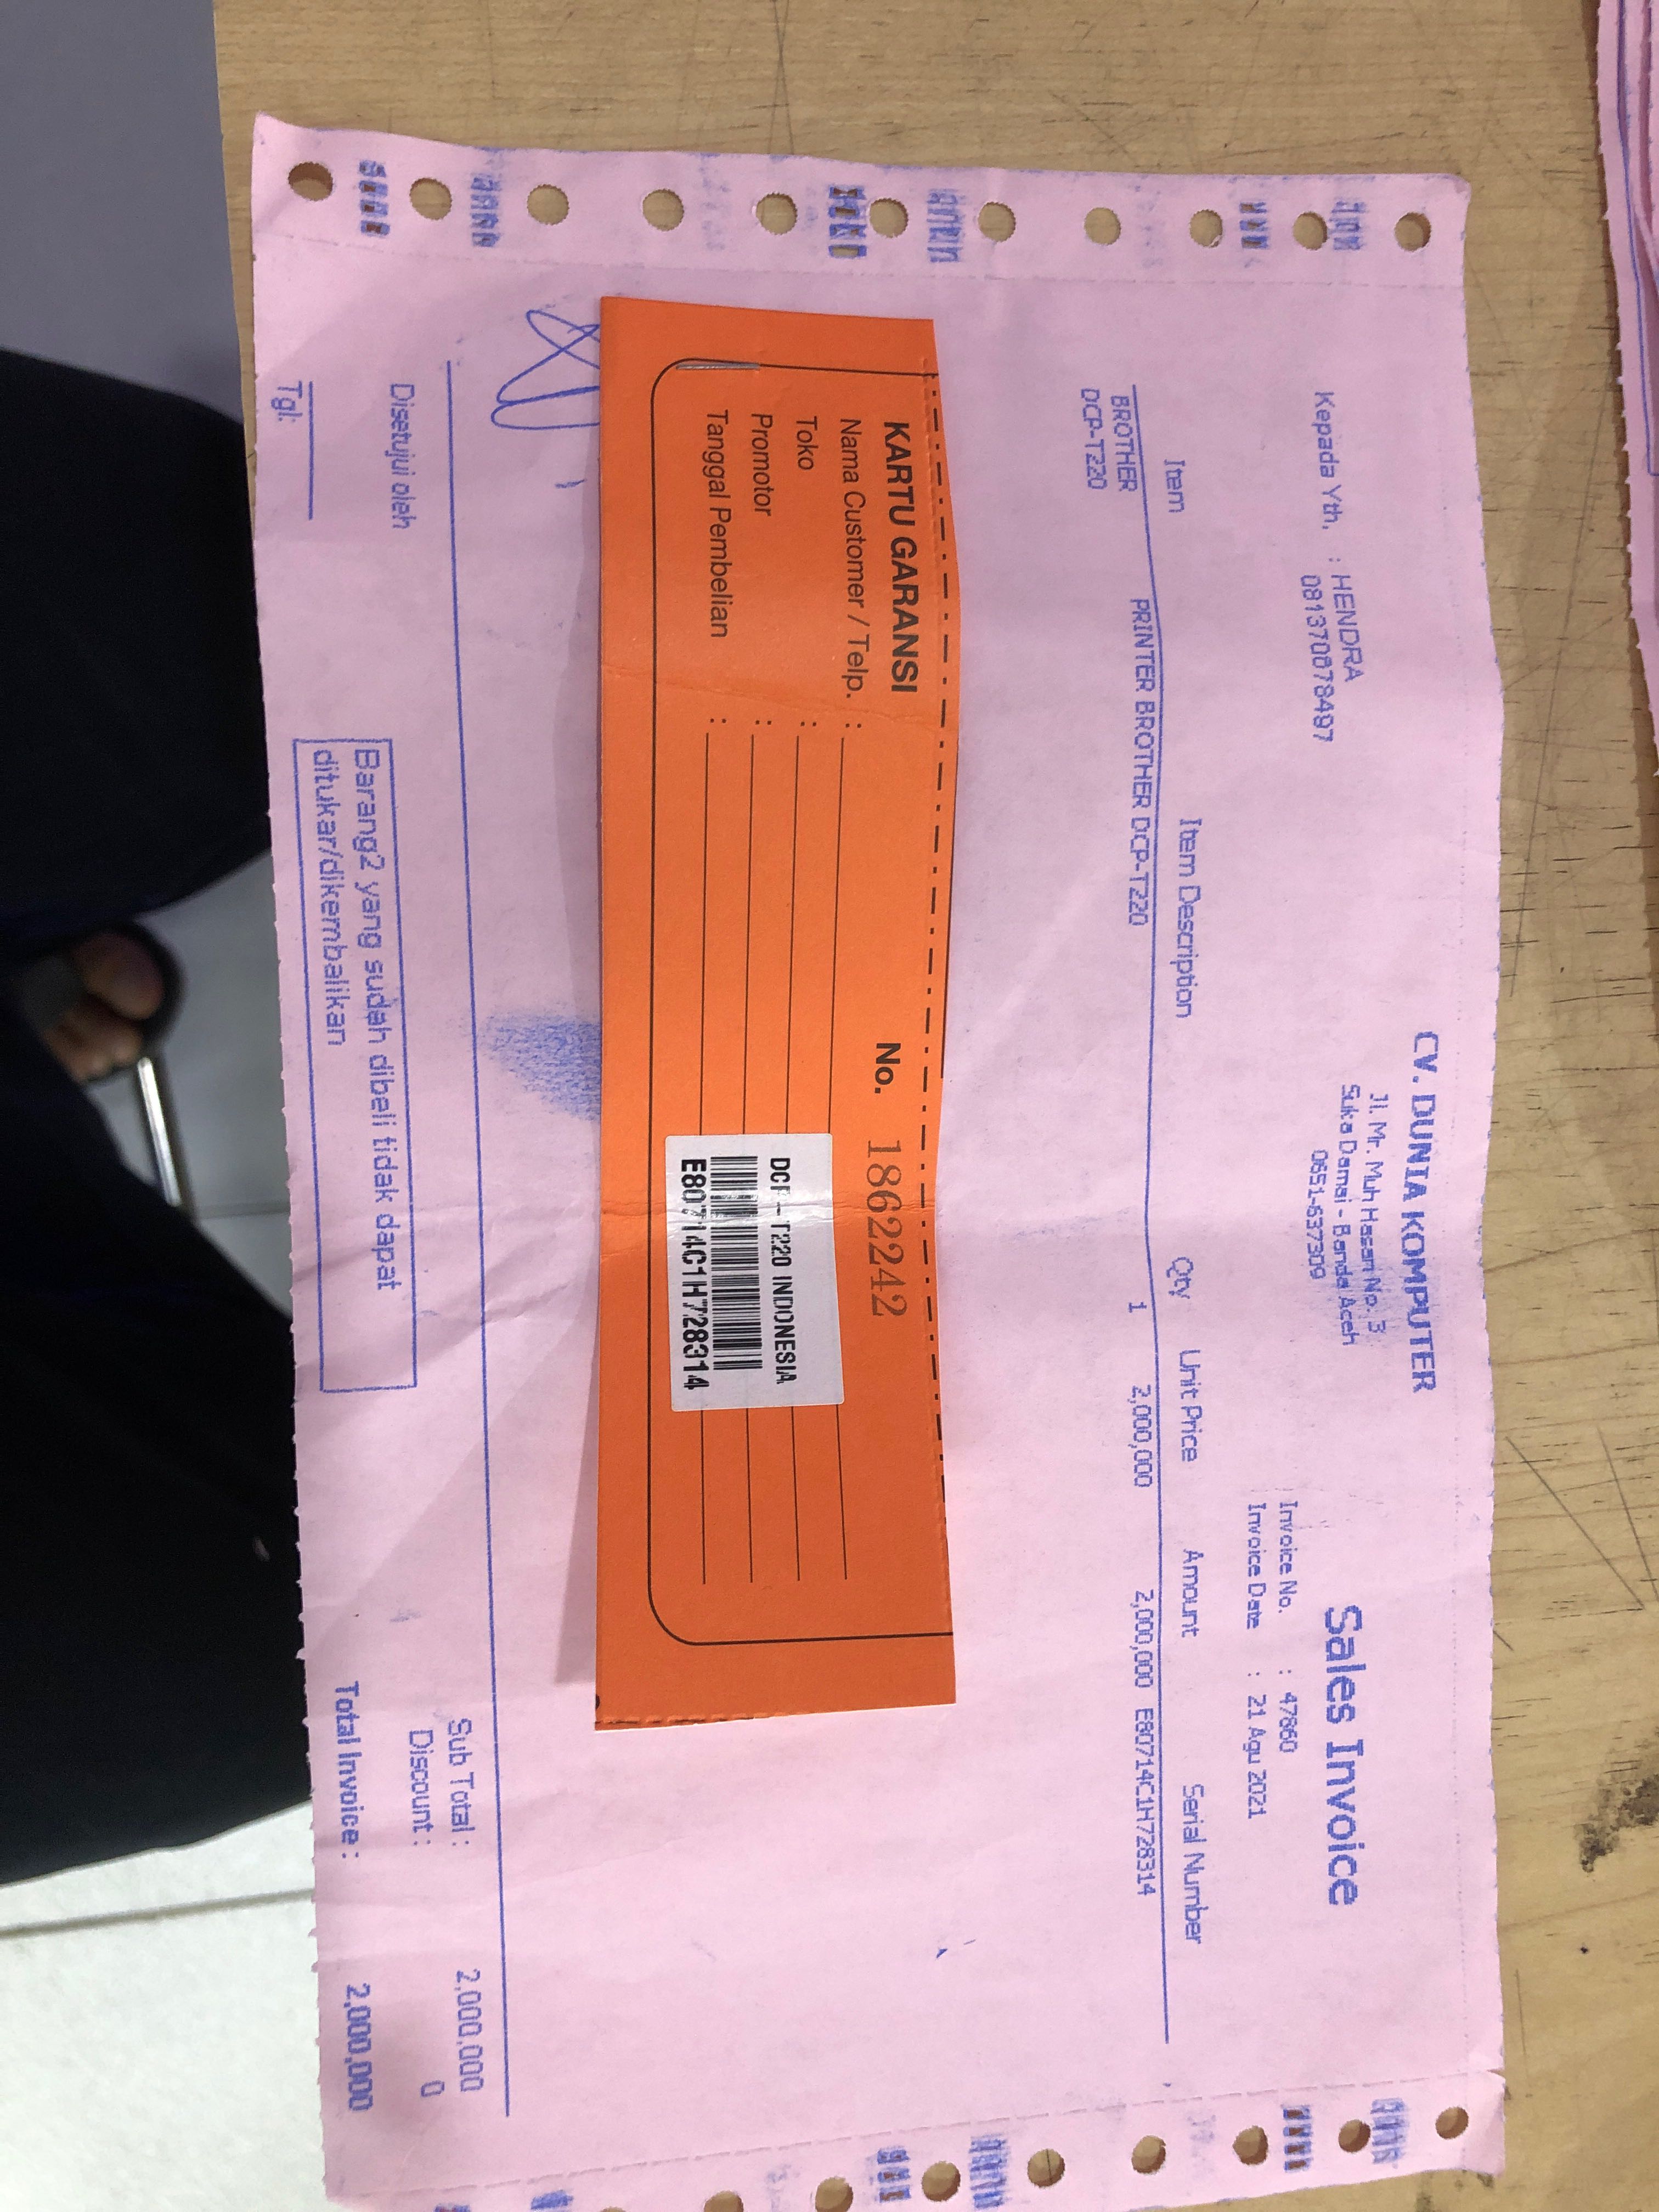 CV. DUNIA KOMPUTER
Jl. Mr. Muh Hasan No. 3
Suka Damai - Banda Aceh
0651-637309
Sales Invoice
Kepada Yth. : HENDRA
081370878497
Invoice No. : 47860
Invoice Date : 21 Agu 2021
Item Item Description Qty Unit Price Amount Serial Number
BROTHER PRINTER BROTHER DCP-T220 1 2,000,000 2,000,000 E80714C1H728314
DCP-T220
KARTU GARANSI No. 1862242
Nama Customer / Telp. :
Toko :
Promotor :
Tanggal Pembelian :
DCP-T220 INDONESIA
E80714C1H728314
Sub Total : 2,000,000
Discount : 0
Total Invoice : 2,000,000
Disetujui oleh
Tgl:
Barang2 yang sudah dibeli tidak dapat
ditukar/dikembalikan